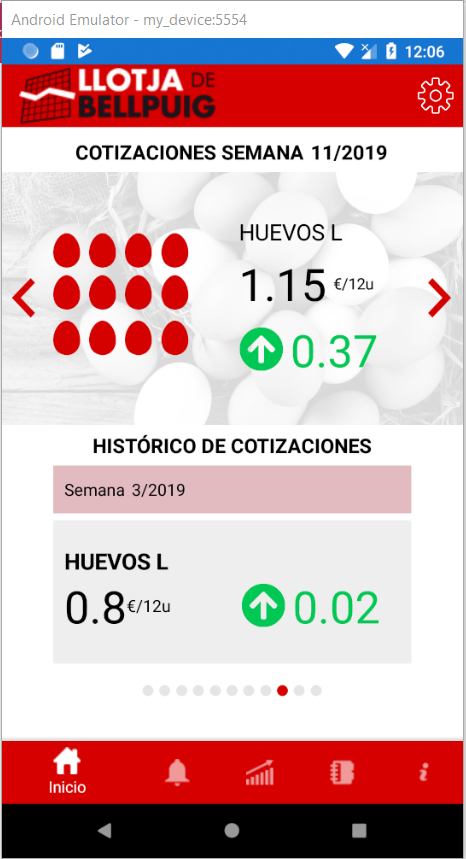 Android Emulator - my_device:5554
12:06
LLOTJA DE
BELLPUIG
COTIZACIONES SEMANA 11/2019
HUEVOS L
1.15 €/12u
0.37
HISTÓRICO DE COTIZACIONES
Semana 3/2019
HUEVOS L
0.8€/12u
0.02
Inicio